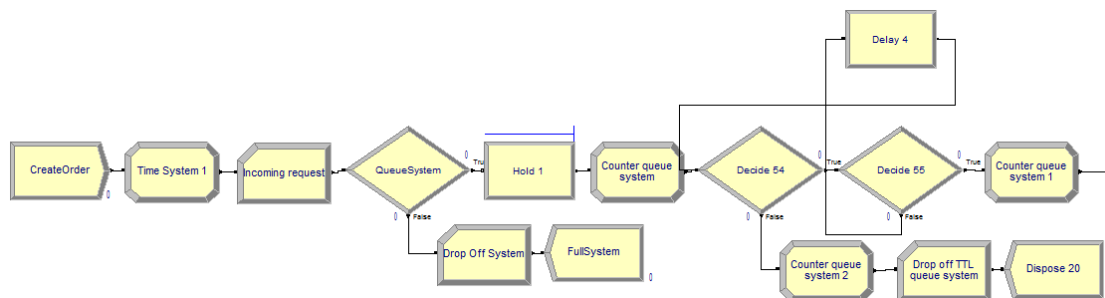 Delay 4
CreateOrder
0
Time System 1
Incoming request
QueueSystem
0
True
0
False
Hold 1
Counter queue
system
Decide 54
0
True
0
False
Decide 55
0
True
0
False
Counter queue
system 1
Drop Off System
FullSystem
0
Counter queue
system 2
Drop off TTL
queue system
Dispose 20
0